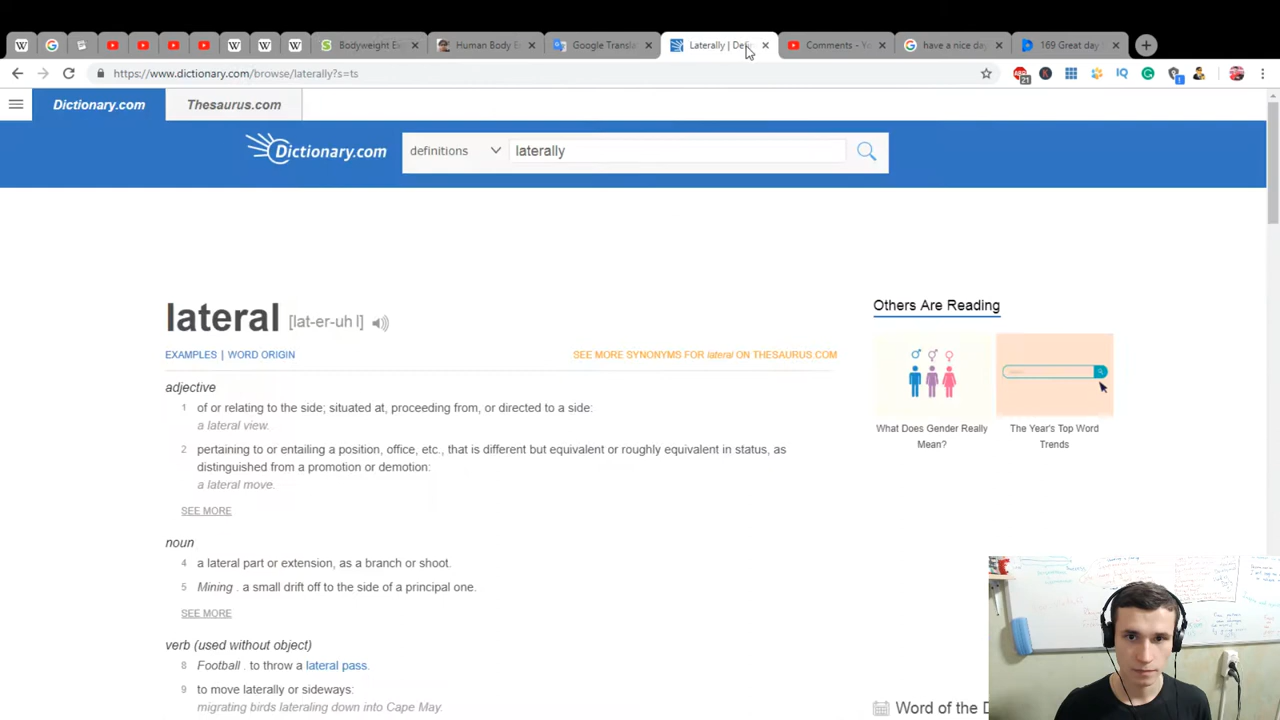 Bodyweight Ex
Human Body E
Google Transla
Laterally | Defi
Comments - Yo
have a nice day
169 Great day
https://www.dictionary.com/browse/laterally?s=ts
21
IQ
1
Dictionary.com
Thesaurus.com
Dictionary.com
definitions
laterally
lateral [lat-er-uh l]
EXAMPLES | WORD ORIGIN
SEE MORE SYNONYMS FOR lateral ON THESAURUS.COM
adjective
1 of or relating to the side; situated at, proceeding from, or directed to a side:
a lateral view.
2 pertaining to or entailing a position, office, etc., that is different but equivalent or roughly equivalent in status, as
distinguished from a promotion or demotion:
a lateral move.
SEE MORE
noun
4 a lateral part or extension, as a branch or shoot.
5 Mining . a small drift off to the side of a principal one.
SEE MORE
verb (used without object)
8 Football . to throw a lateral pass.
9 to move laterally or sideways:
migrating birds lateraling down into Cape May.
Others Are Reading
What Does Gender Really
Mean?
The Year's Top Word
Trends
Word of the D